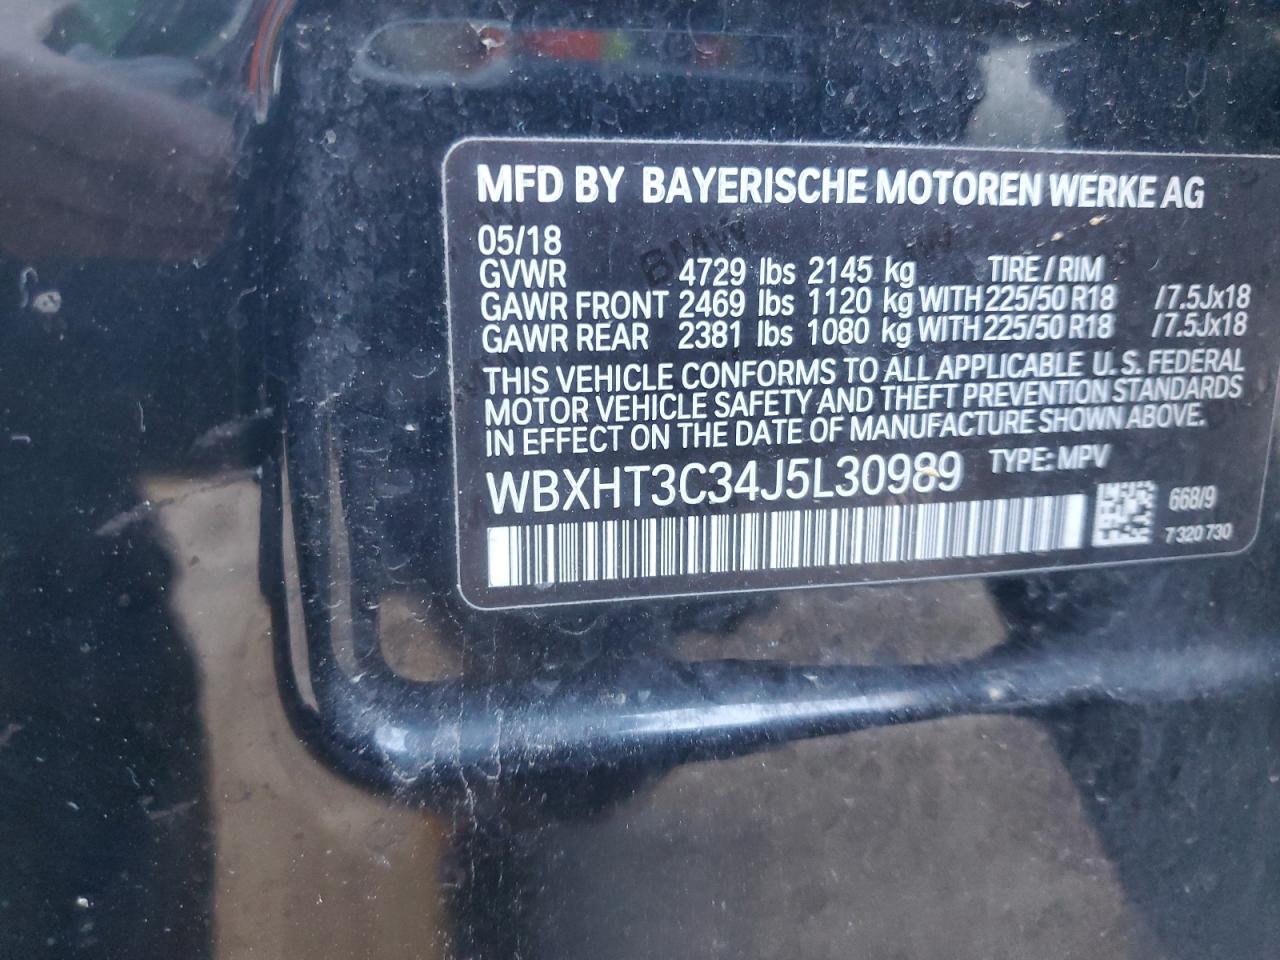 MFD BY BAYERISCHE MOTOREN WERKE AG
05/18
GVWR 4729 lbs 2145 kg TIRE / RIM
GAWR FRONT 2469 lbs 1120 kg WITH 225/50 R18 /7.5Jx18
GAWR REAR 2381 lbs 1080 kg WITH 225/50 R18 /7.5Jx18
THIS VEHICLE CONFORMS TO ALL APPLICABLE U. S. FEDERAL
MOTOR VEHICLE SAFETY AND THEFT PREVENTION STANDARDS
IN EFFECT ON THE DATE OF MANUFACTURE SHOWN ABOVE.
WBXHT3C34J5L30989 TYPE: MPV
668/9
7 320 730
BMW